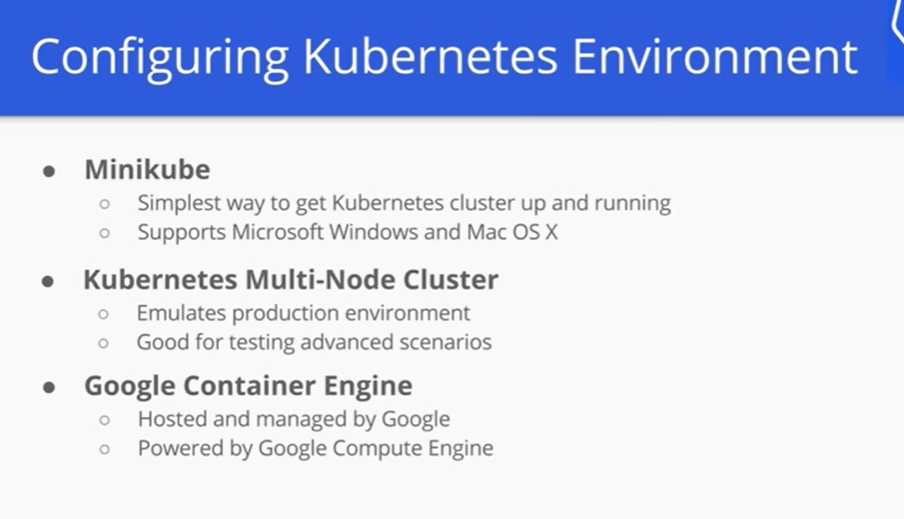 Configuring Kubernetes Environment
● Minikube
○ Simplest way to get Kubernetes cluster up and running
○ Supports Microsoft Windows and Mac OS X
● Kubernetes Multi-Node Cluster
○ Emulates production environment
○ Good for testing advanced scenarios
● Google Container Engine
○ Hosted and managed by Google
○ Powered by Google Compute Engine